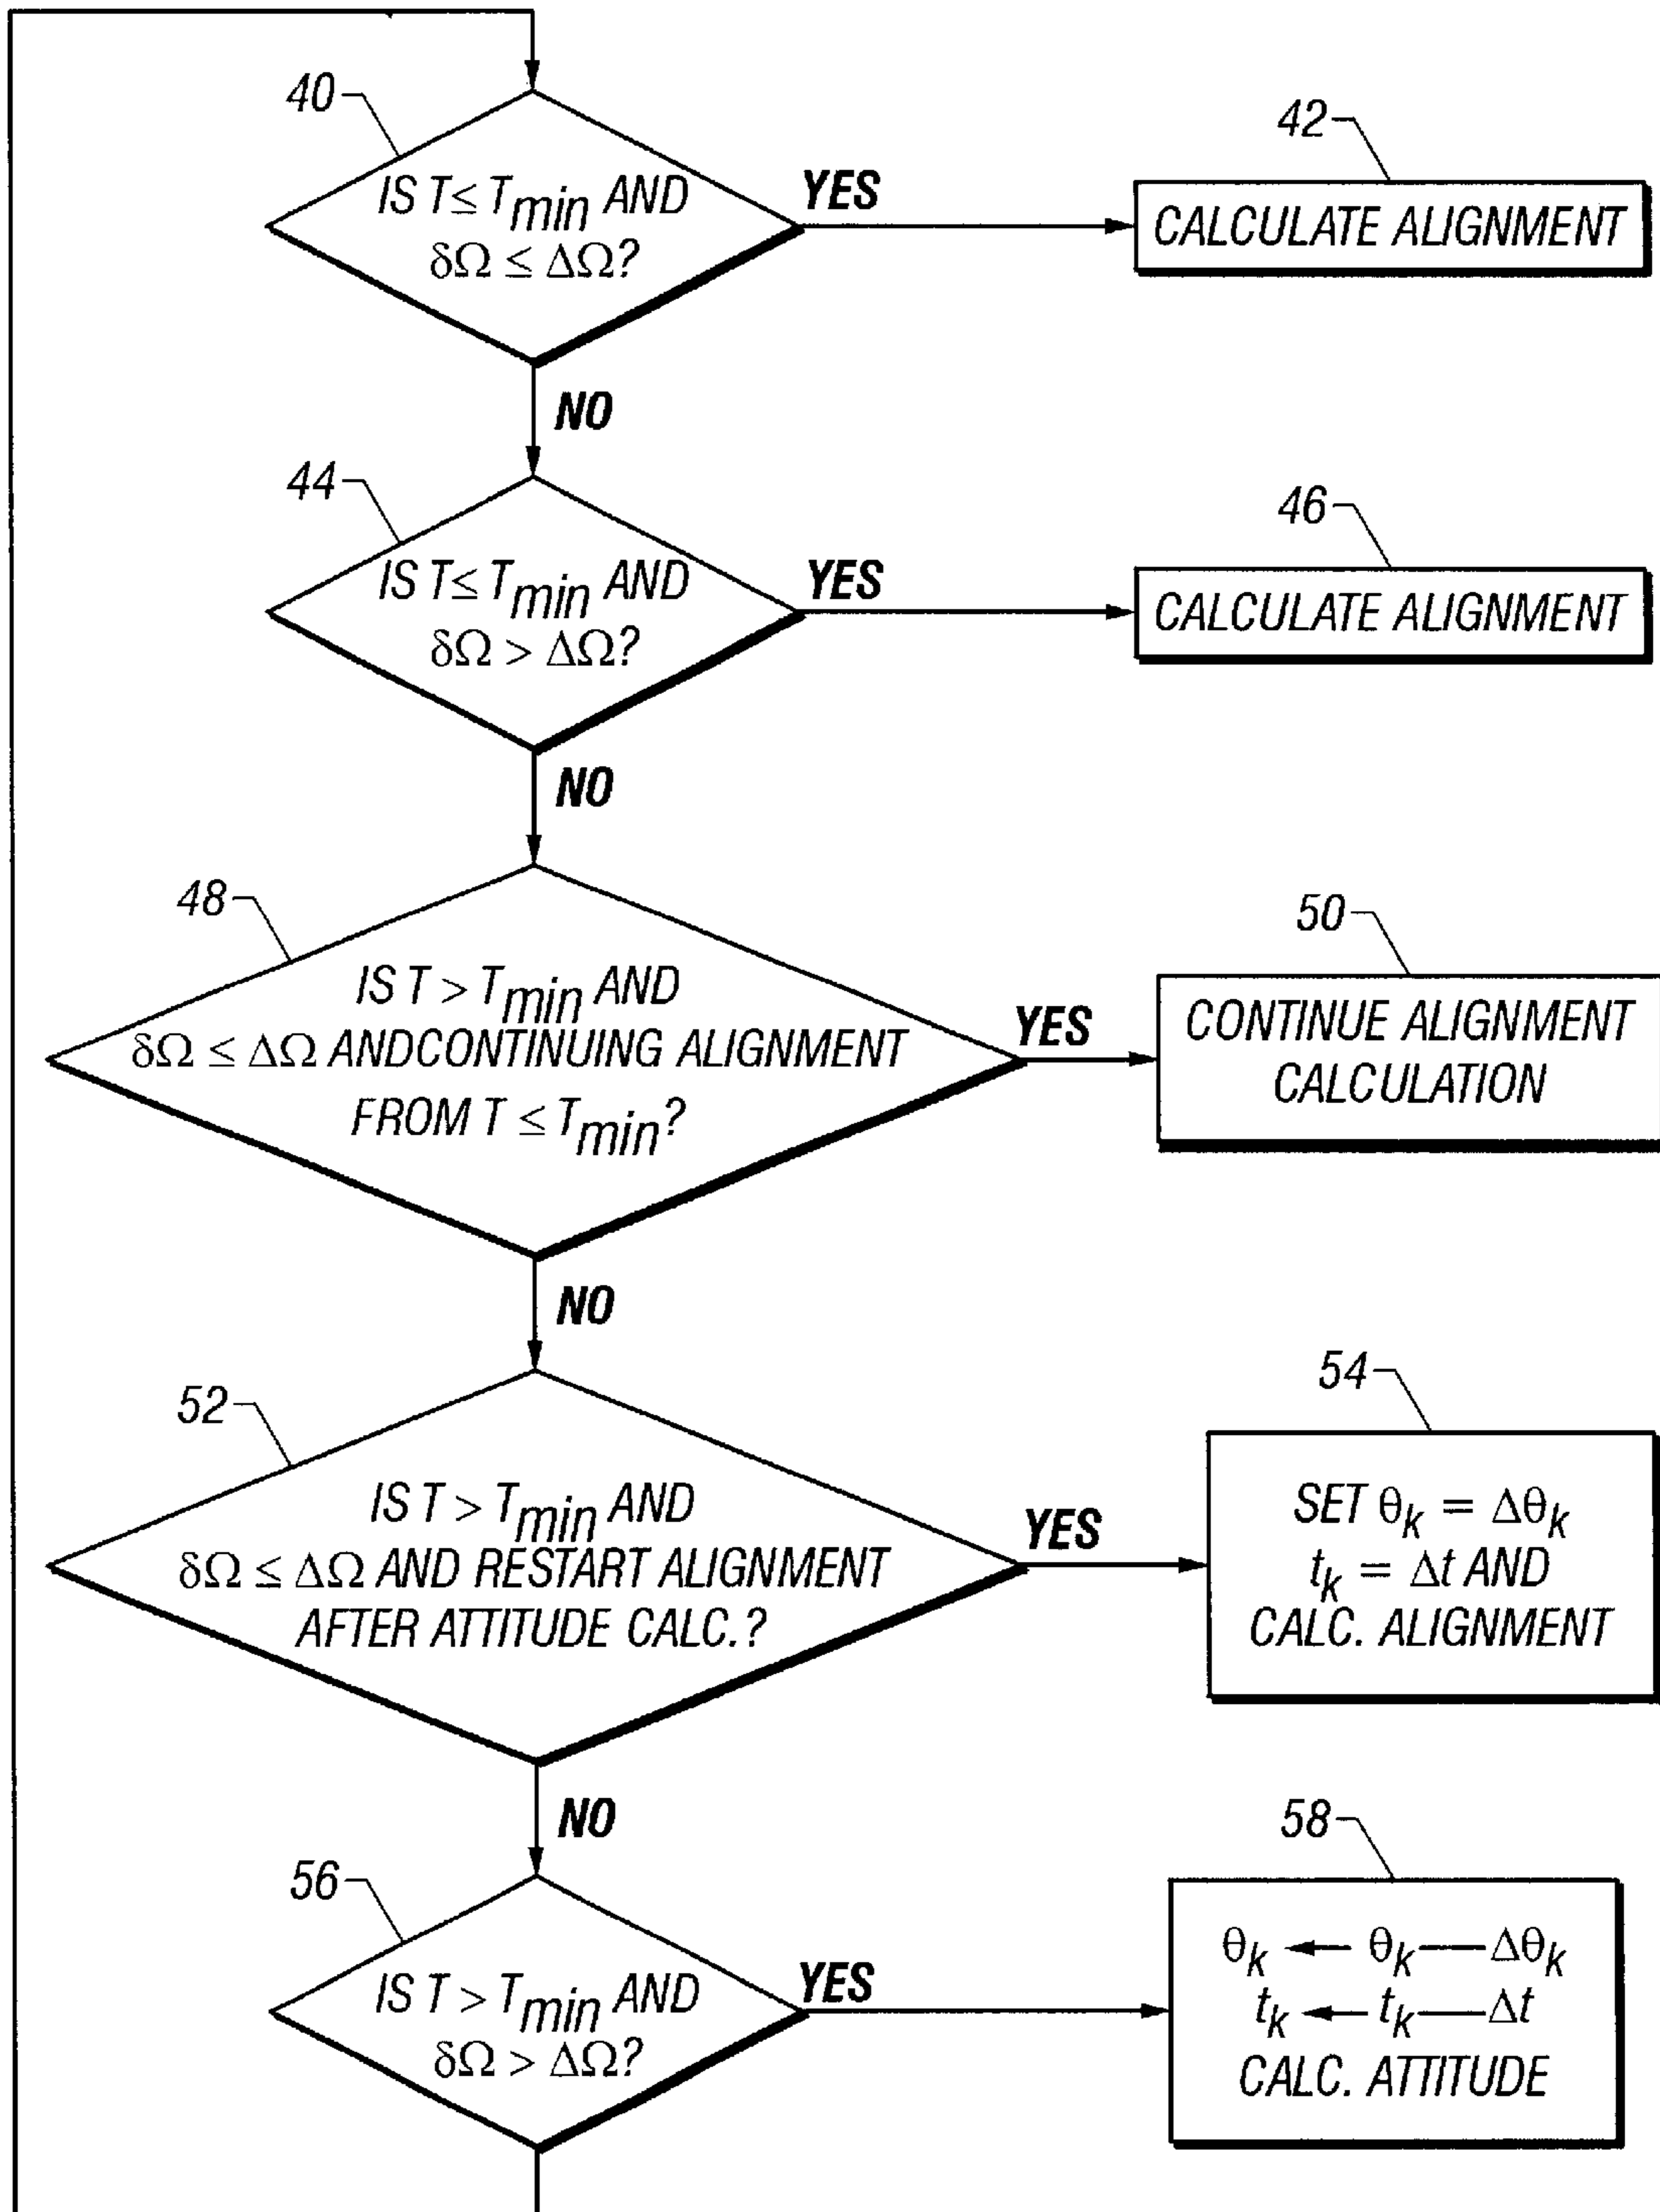 40
IS T ≤ Tmin AND
δΩ ≤ ΔΩ?
YES
42
CALCULATE ALIGNMENT
NO
44
IS T ≤ Tmin AND
δΩ > ΔΩ?
YES
46
CALCULATE ALIGNMENT
NO
48
IS T > Tmin AND
δΩ ≤ ΔΩ ANDCONTINUING ALIGNMENT
FROM T ≤ Tmin?
YES
50
CONTINUE ALIGNMENT
CALCULATION
NO
52
IS T > Tmin AND
δΩ ≤ ΔΩ AND RESTART ALIGNMENT
AFTER ATTITUDE CALC.?
YES
54
SET θk = Δθk
tk = Δt AND
CALC. ALIGNMENT
NO
56
IS T > Tmin AND
δΩ > ΔΩ?
YES
58
θk ← θk — Δθk
tk ← tk — Δt
CALC. ATTITUDE